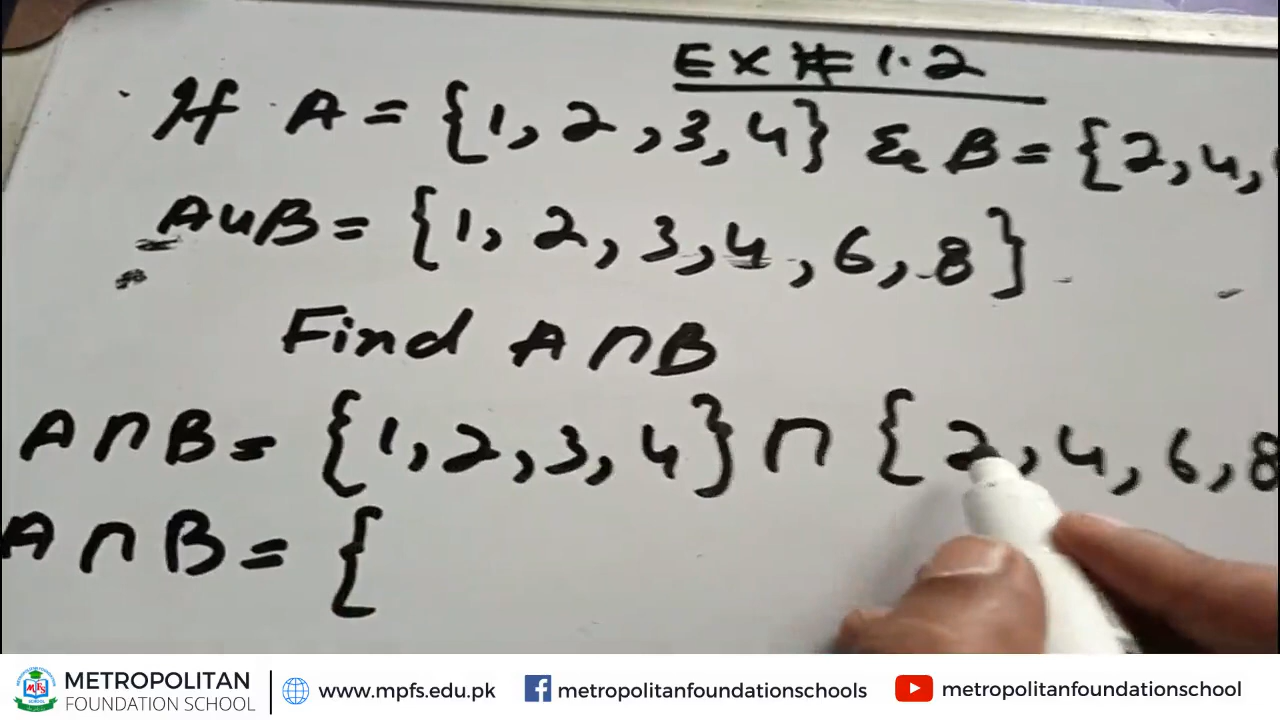 Ex # 1.2
If A = {1, 2, 3, 4} & B = {2, 4,
A∪B = {1, 2, 3, 4, 6, 8}
Find A∩B
A∩B = {1, 2, 3, 4} ∩ {2, 4, 6, 8
A∩B = {
METROPOLITAN
FOUNDATION SCHOOL
www.mpfs.edu.pk
metropolitanfoundationschools
metropolitanfoundationschool